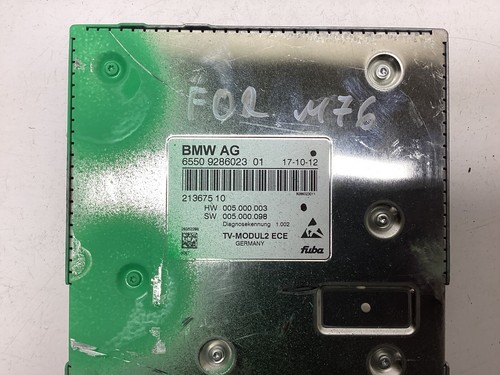 F02 M76
BMW AG
6550 9286023 01 17-10-12
213675 10
HW 005.000.003
SW 005.000.098
Diagnosekennung 1.002
TV-MODUL2 ECE
GERMANY
fuba